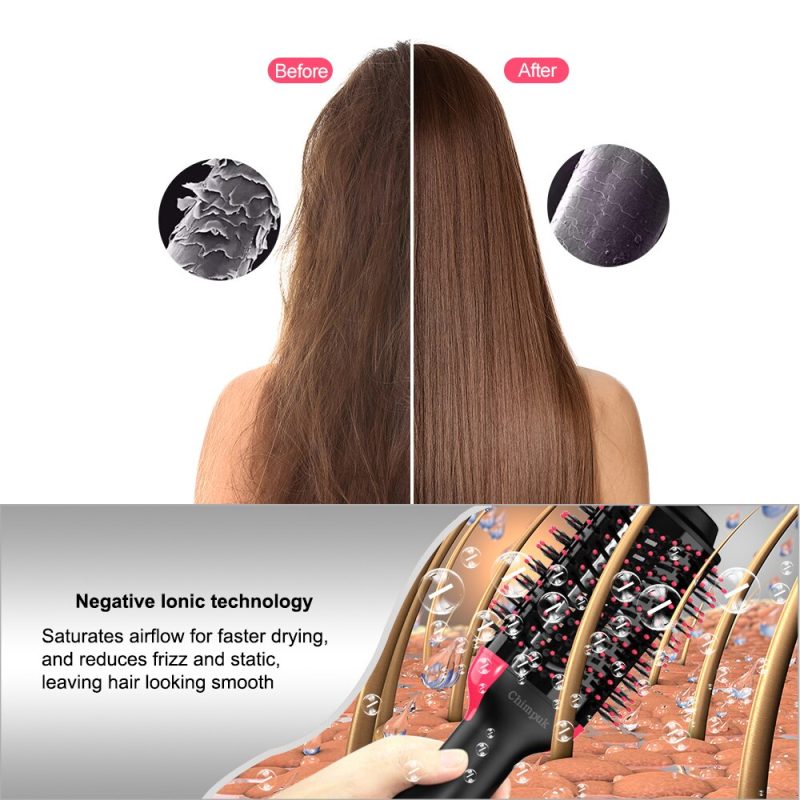 Before
After
Negative Ionic technology
Saturates airflow for faster drying,
and reduces frizz and static,
leaving hair looking smooth
Chimpuk